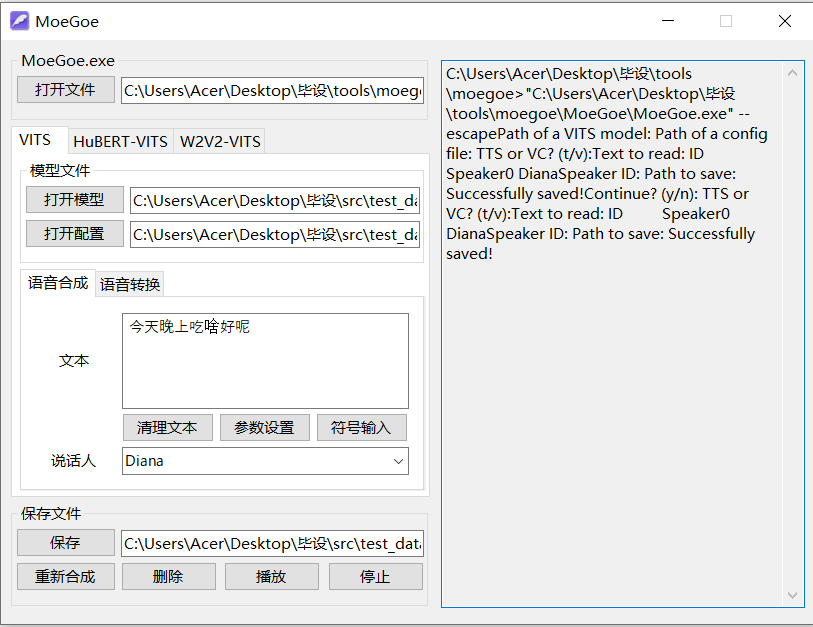 MoeGoe
MoeGoe.exe
打开文件 C:\Users\Acer\Desktop\毕设\tools\moeg
VITS HuBERT-VITS W2V2-VITS
模型文件
打开模型 C:\Users\Acer\Desktop\毕设\src\test_da
打开配置 C:\Users\Acer\Desktop\毕设\src\test_da
语音合成 语音转换
文本
今天晚上吃啥好呢
清理文本 参数设置 符号输入
说话人 Diana
保存文件
保存 C:\Users\Acer\Desktop\毕设\src\test_data
重新合成 删除 播放 停止
C:\Users\Acer\Desktop\毕设\tools
\moegoe>"C:\Users\Acer\Desktop\毕设
\tools\moegoe\MoeGoe\MoeGoe.exe" --
escapePath of a VITS model: Path of a config
file: TTS or VC? (t/v):Text to read: ID
Speaker0 DianaSpeaker ID: Path to save:
Successfully saved!Continue? (y/n): TTS or
VC? (t/v):Text to read: ID Speaker0
DianaSpeaker ID: Path to save: Successfully
saved!